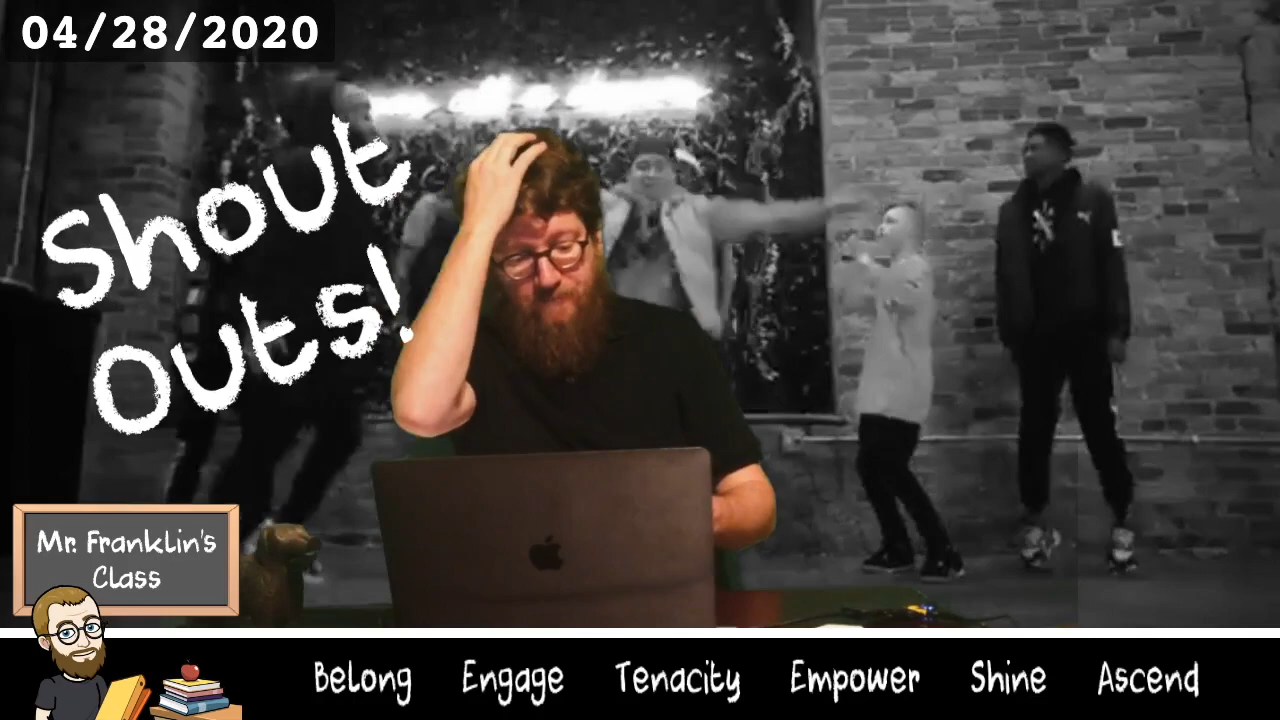 04/28/2020
Shout
Outs!
Mr. Franklin's
Class
Belong Engage Tenacity Empower Shine Ascend